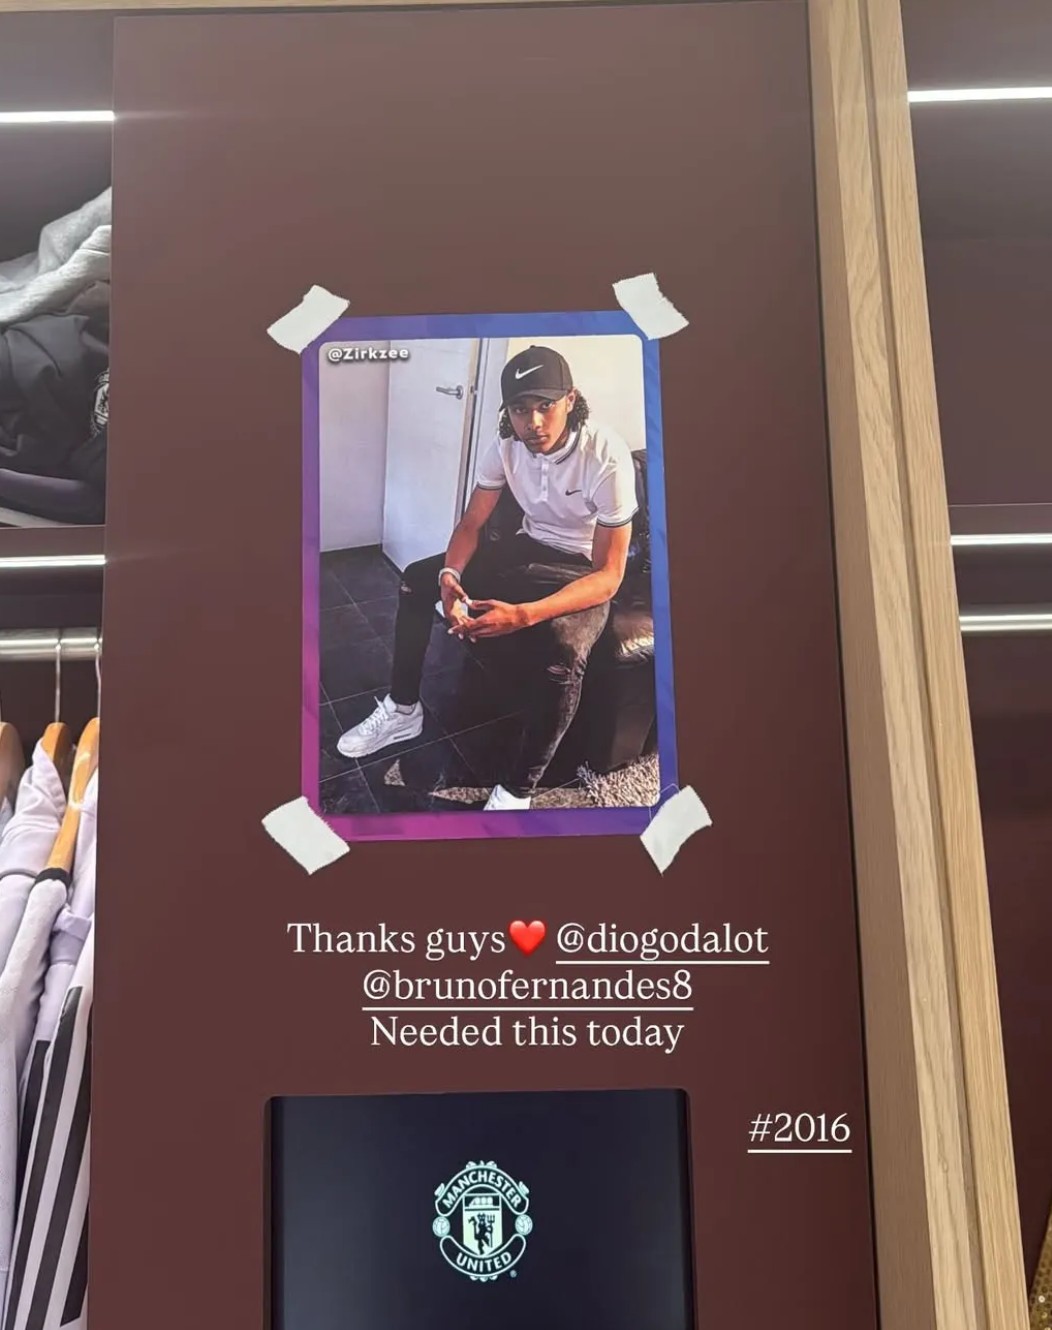 @Zirkzee
Thanks guys❤️ @diogodalot
@brunofernandes8
Needed this today
#2016
MANCHESTER
UNITED